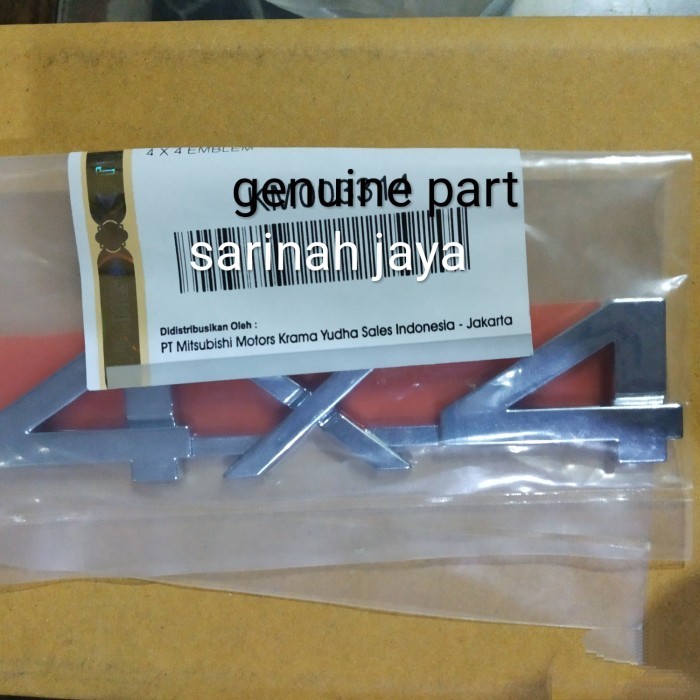 4 X 4 EMBLEM
genuine part
sarinah jaya
Didistribusikan Oleh :
PT Mitsubishi Motors Krama Yudha Sales Indonesia - Jakarta
4X4